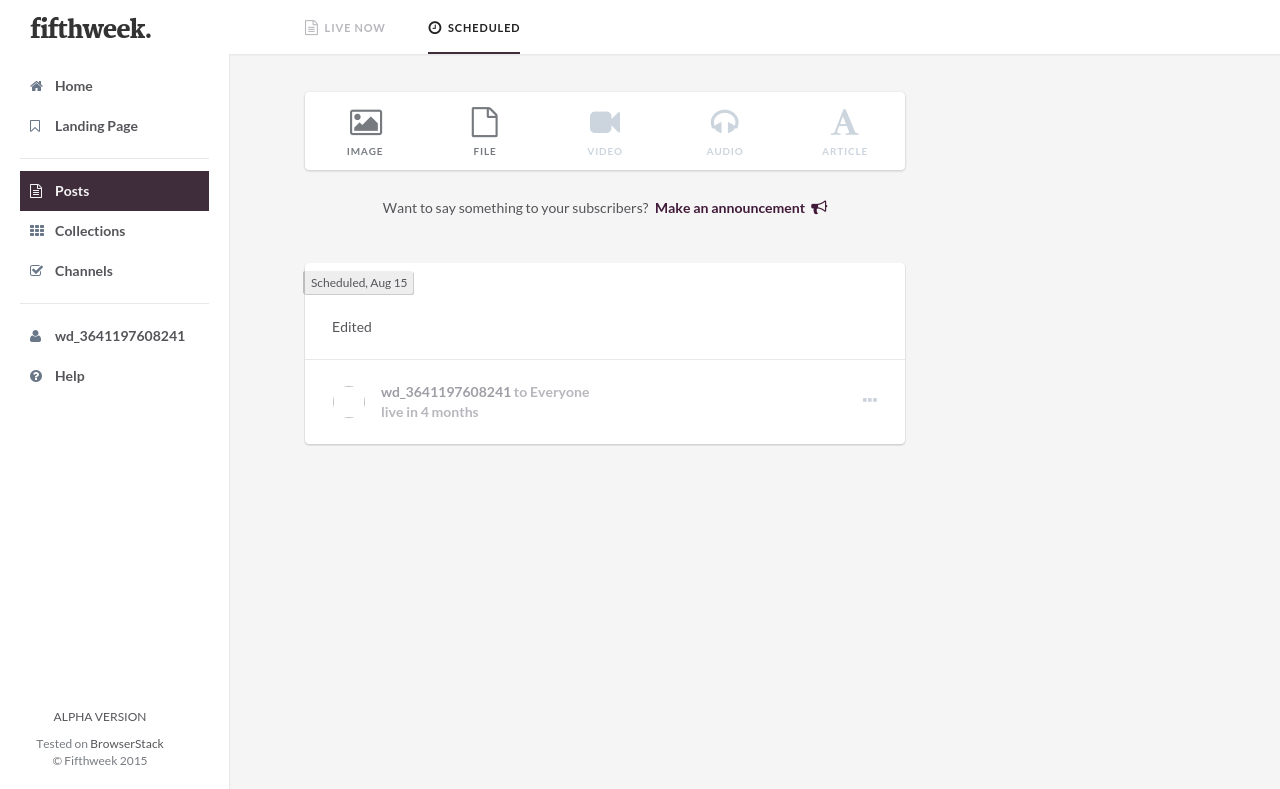 fifthweek.
LIVE NOW
SCHEDULED
Home
Landing Page
Posts
Collections
Channels
wd_3641197608241
Help
IMAGE
FILE
VIDEO
AUDIO
ARTICLE
Want to say something to your subscribers? Make an announcement
Scheduled, Aug 15
Edited
wd_3641197608241 to Everyone
live in 4 months
ALPHA VERSION
Tested on BrowserStack
© Fifthweek 2015